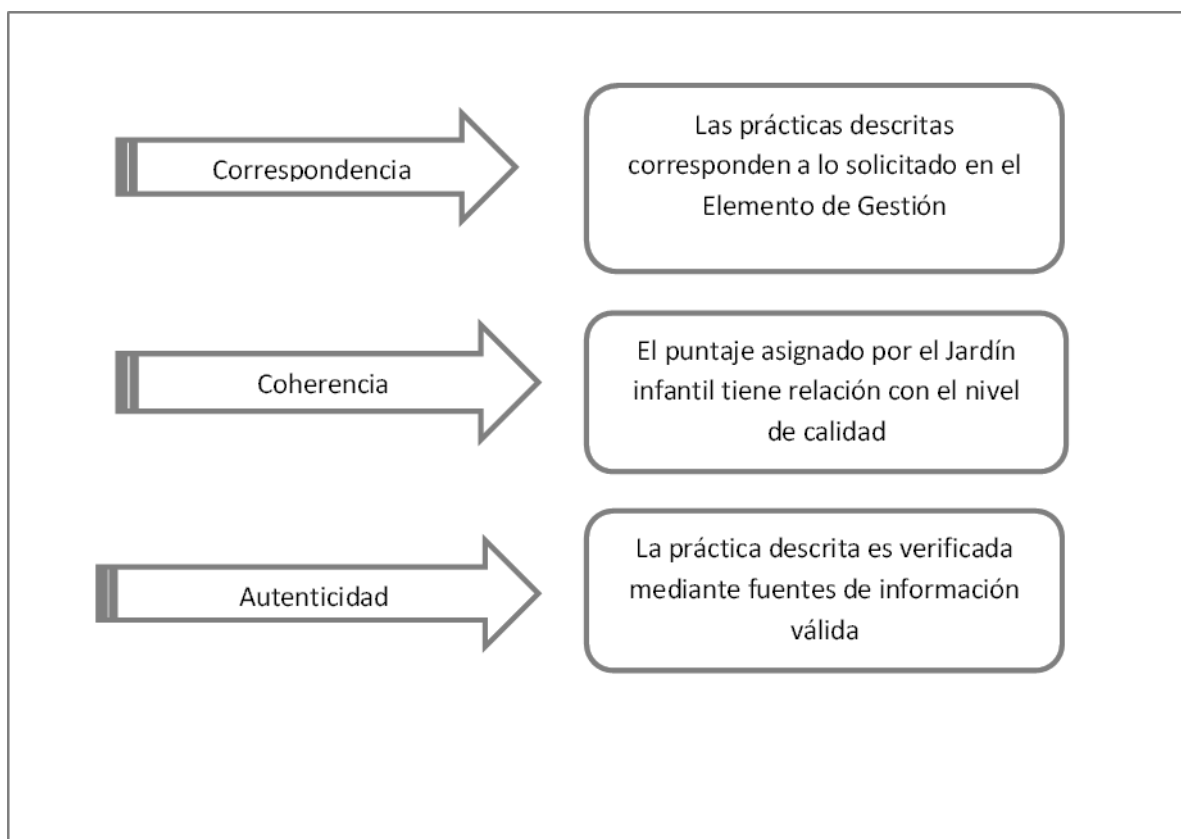 Correspondencia
Las prácticas descritas
corresponden a lo solicitado en el
Elemento de Gestión
Coherencia
El puntaje asignado por el Jardín
infantil tiene relación con el nivel
de calidad
Autenticidad
La práctica descrita es verificada
mediante fuentes de información
válida